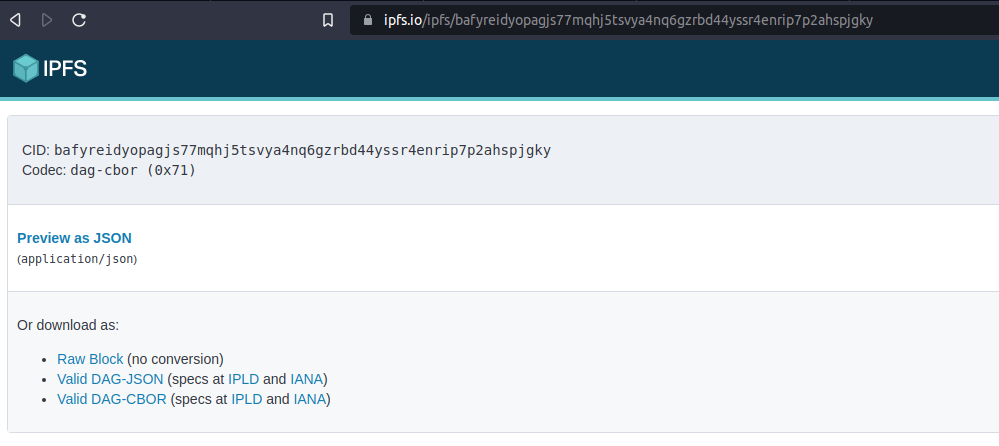 ipfs.io/ipfs/bafyreidyopagjs77mqhj5tsvya4nq6gzrbd44yssr4enrip7p2ahspjgky
IPFS
CID: bafyreidyopagjs77mqhj5tsvya4nq6gzrbd44yssr4enrip7p2ahspjgky
Codec: dag-cbor (0x71)
Preview as JSON
(application/json)
Or download as:
• Raw Block (no conversion)
• Valid DAG-JSON (specs at IPLD and IANA)
• Valid DAG-CBOR (specs at IPLD and IANA)